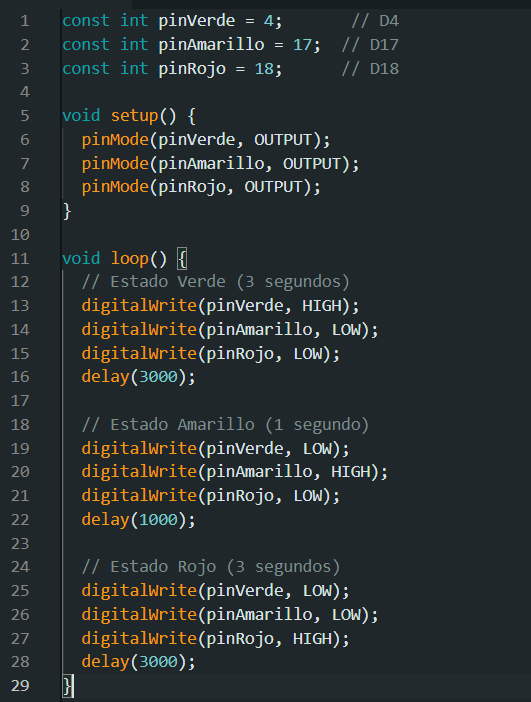 1 const int pinVerde = 4;       // D4
2 const int pinAmarillo = 17;  // D17
3 const int pinRojo = 18;      // D18
4
5 void setup() {
6   pinMode(pinVerde, OUTPUT);
7   pinMode(pinAmarillo, OUTPUT);
8   pinMode(pinRojo, OUTPUT);
9 }
10
11 void loop() {
12   // Estado Verde (3 segundos)
13   digitalWrite(pinVerde, HIGH);
14   digitalWrite(pinAmarillo, LOW);
15   digitalWrite(pinRojo, LOW);
16   delay(3000);
17
18   // Estado Amarillo (1 segundo)
19   digitalWrite(pinVerde, LOW);
20   digitalWrite(pinAmarillo, HIGH);
21   digitalWrite(pinRojo, LOW);
22   delay(1000);
23
24   // Estado Rojo (3 segundos)
25   digitalWrite(pinVerde, LOW);
26   digitalWrite(pinAmarillo, LOW);
27   digitalWrite(pinRojo, HIGH);
28   delay(3000);
29 }